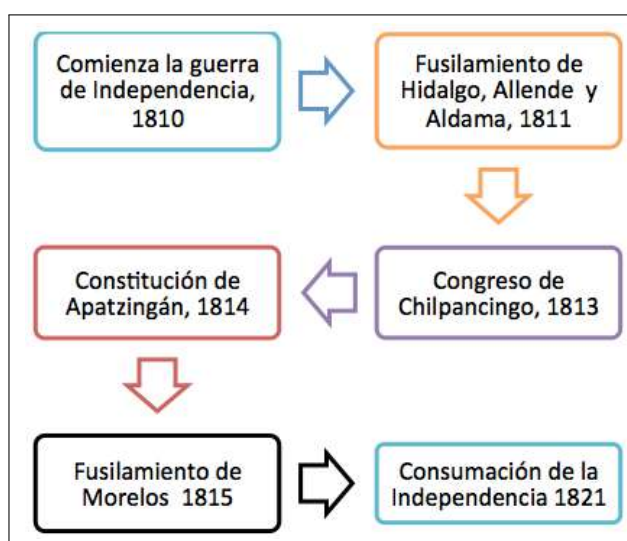 Comienza la guerra
de Independencia,
1810
Fusilamiento de
Hidalgo, Allende y
Aldama, 1811
Congreso de
Chilpancingo, 1813
Constitución de
Apatzingán, 1814
Fusilamiento de
Morelos 1815
Consumación de la
Independencia 1821